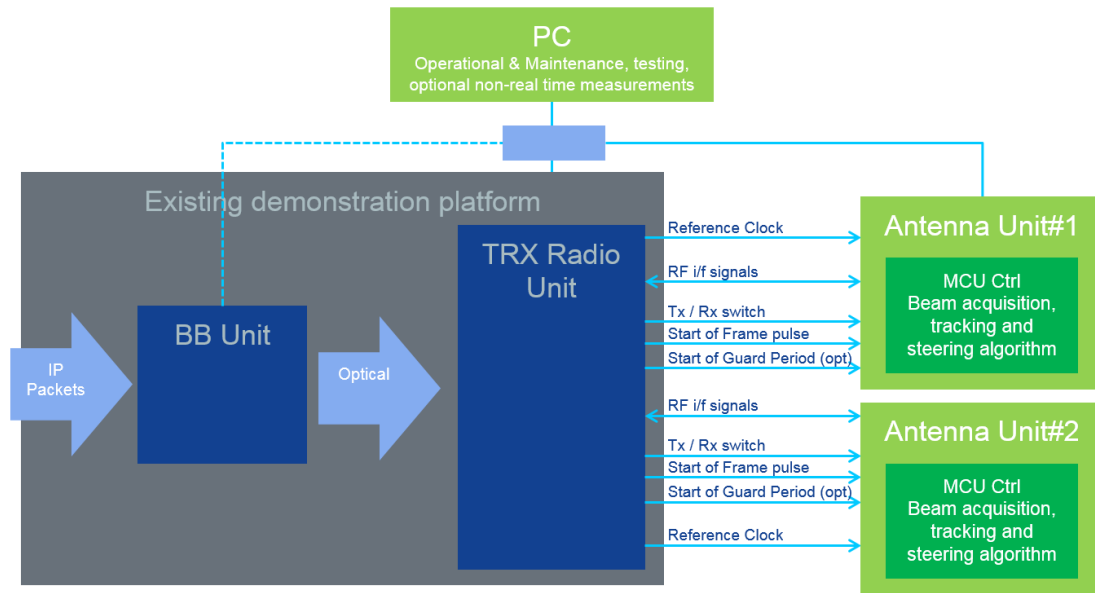 PC
Operational & Maintenance, testing,
optional non-real time measurements
Existing demonstration platform
IP
Packets
BB Unit
Optical
TRX Radio
Unit
Reference Clock
RF i/f signals
Tx / Rx switch
Start of Frame pulse
Start of Guard Period (opt)
Antenna Unit#1
MCU Ctrl
Beam acquisition,
tracking and
steering algorithm
RF i/f signals
Tx / Rx switch
Start of Frame pulse
Start of Guard Period (opt)
Reference Clock
Antenna Unit#2
MCU Ctrl
Beam acquisition,
tracking and
steering algorithm